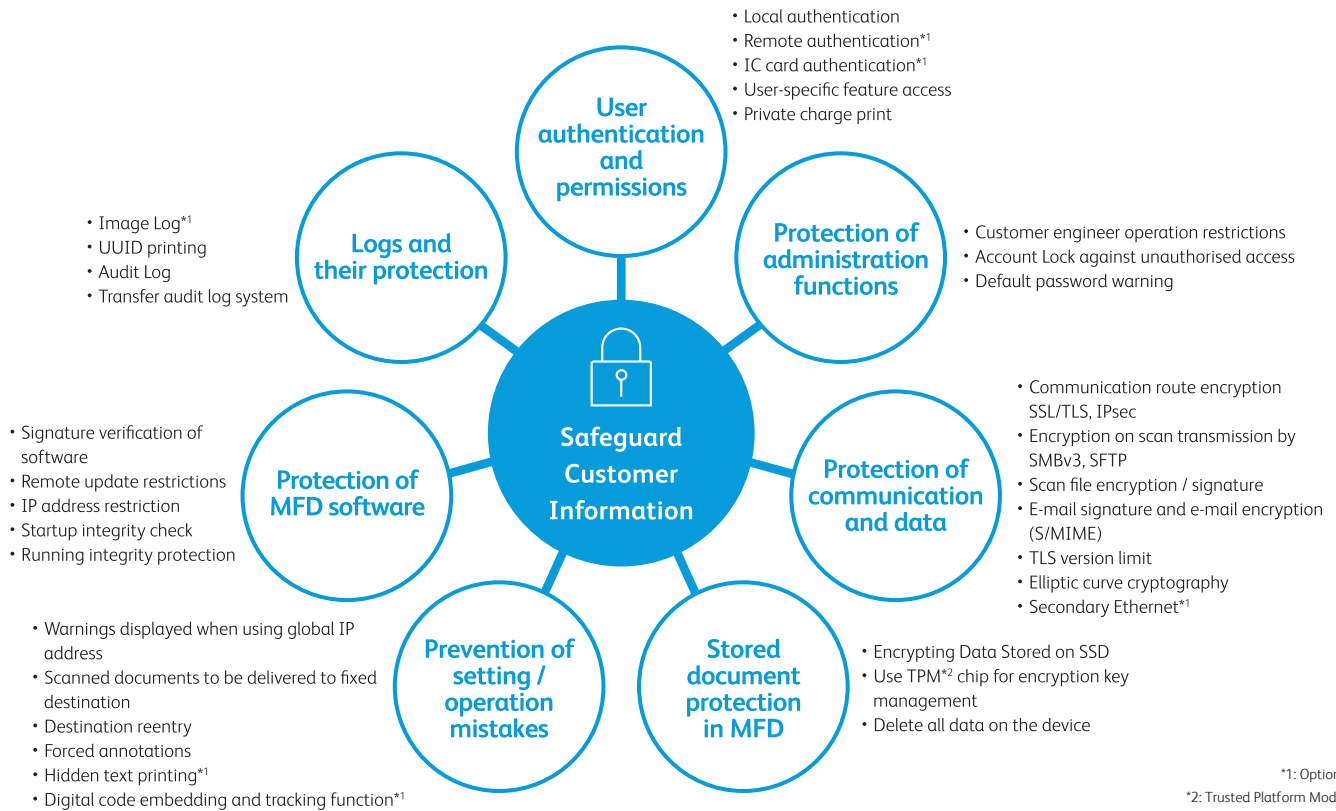 • Local authentication
• Remote authentication*1
• IC card authentication*1
• User-specific feature access
• Private charge print
User
authentication
and
permissions
• Image Log*1
• UUID printing
• Audit Log
• Transfer audit log system
Logs and
their protection
Protection of
administration
functions
• Customer engineer operation restrictions
• Account Lock against unauthorised access
• Default password warning
Safeguard
Customer
Information
• Signature verification of
software
• Remote update restrictions
• IP address restriction
• Startup integrity check
• Running integrity protection
Protection of
MFD software
Protection of
communication
and data
• Communication route encryption
SSL/TLS, IPsec
• Encryption on scan transmission by
SMBv3, SFTP
• Scan file encryption / signature
• E-mail signature and e-mail encryption
(S/MIME)
• TLS version limit
• Elliptic curve cryptography
• Secondary Ethernet*1
• Warnings displayed when using global IP
address
• Scanned documents to be delivered to fixed
destination
• Destination reentry
• Forced annotations
• Hidden text printing*1
• Digital code embedding and tracking function*1
Prevention of
setting /
operation
mistakes
Stored
document
protection
in MFD
• Encrypting Data Stored on SSD
• Use TPM*2 chip for encryption key
management
• Delete all data on the device
*1: Option
*2: Trusted Platform Mod